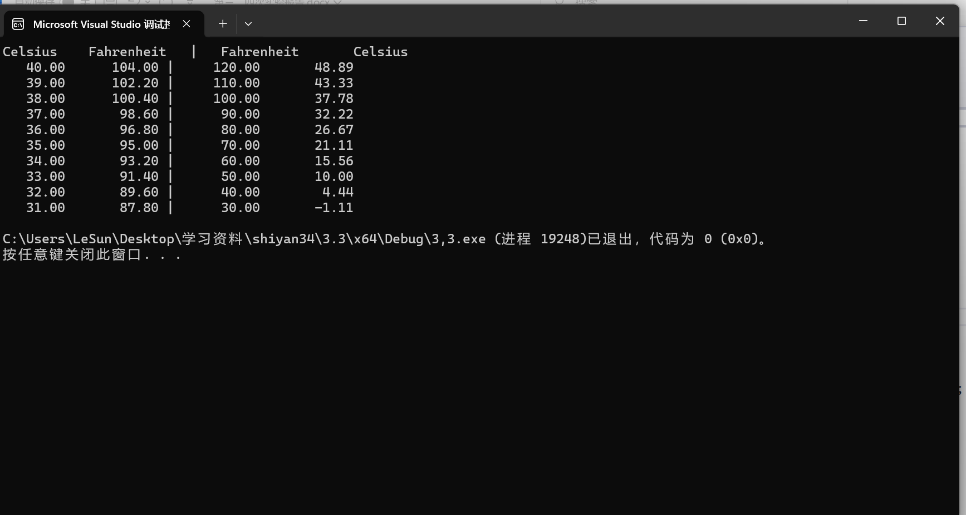 Microsoft Visual Studio 调试控
Celsius    Fahrenheit   |   Fahrenheit       Celsius
   40.00      104.00 |     120.00       48.89
   39.00      102.20 |     110.00       43.33
   38.00      100.40 |     100.00       37.78
   37.00       98.60 |      90.00       32.22
   36.00       96.80 |      80.00       26.67
   35.00       95.00 |      70.00       21.11
   34.00       93.20 |      60.00       15.56
   33.00       91.40 |      50.00       10.00
   32.00       89.60 |      40.00        4.44
   31.00       87.80 |      30.00       -1.11
C:\Users\LeSun\Desktop\学习资料\shiyan34\3.3\x64\Debug\3,3.exe (进程 19248)已退出，代码为 0 (0x0)。
按任意键关闭此窗口. . .